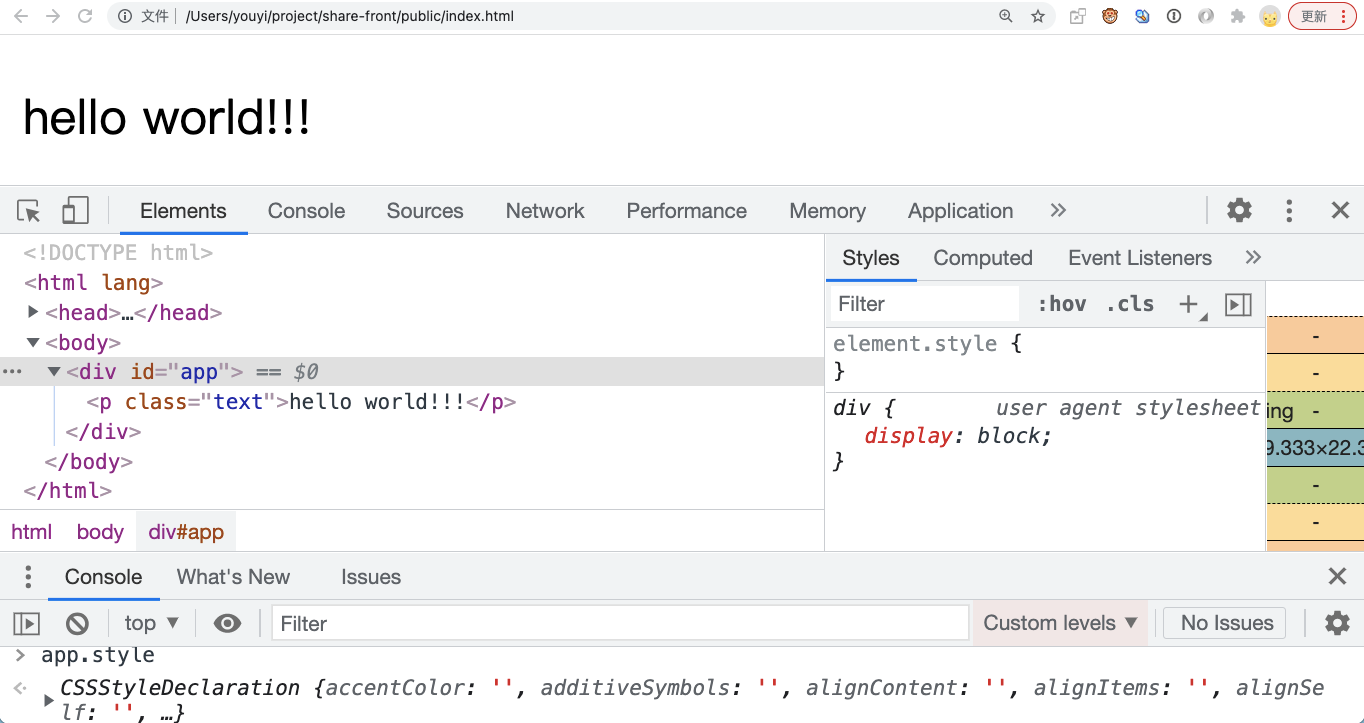 文件 /Users/youyi/project/share-front/public/index.html 更新
hello world!!!
Elements Console Sources Network Performance Memory Application »
<!DOCTYPE html>
<html lang>
▶<head>…</head>
▼<body>
… ▼<div id="app"> == $0
<p class="text">hello world!!!</p>
</div>
</body>
</html>
html body div#app
Styles Computed Event Listeners »
Filter :hov .cls +
element.style {
}
div { user agent stylesheet
display: block;
}
-
-
ing -
9.333×22.3
-
-
Console What's New Issues
top ▼ Filter Custom levels ▼ No Issues
> app.style
CSSStyleDeclaration {accentColor: '', additiveSymbols: '', alignContent: '', alignItems: '', alignSe
lf: '', …}